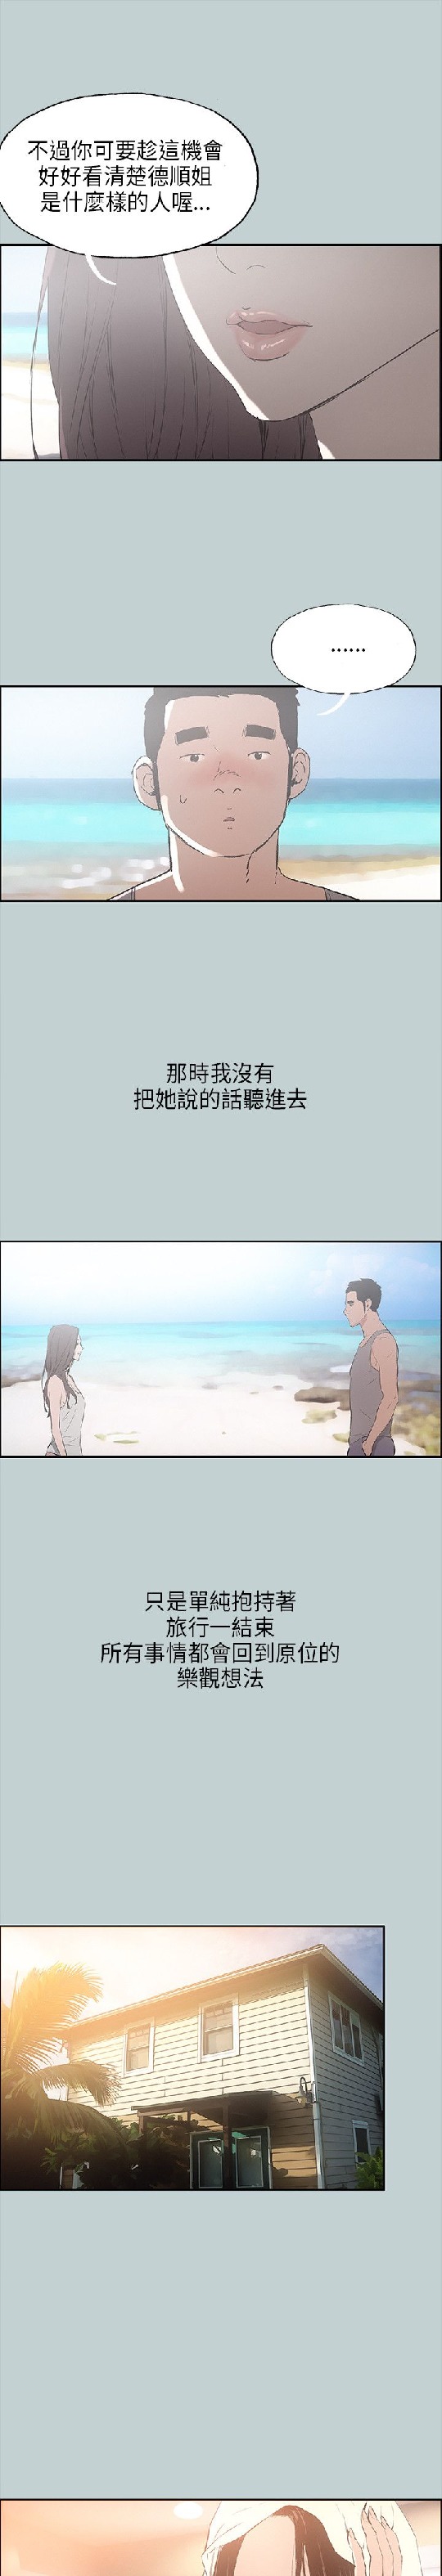 不過你可要趁這機會
好好看清楚德順姐
是什麼樣的人喔...
......
那時我沒有
把她說的話聽進去
只是單純抱持著
旅行一結束
所有事情都會回到原位的
樂觀想法